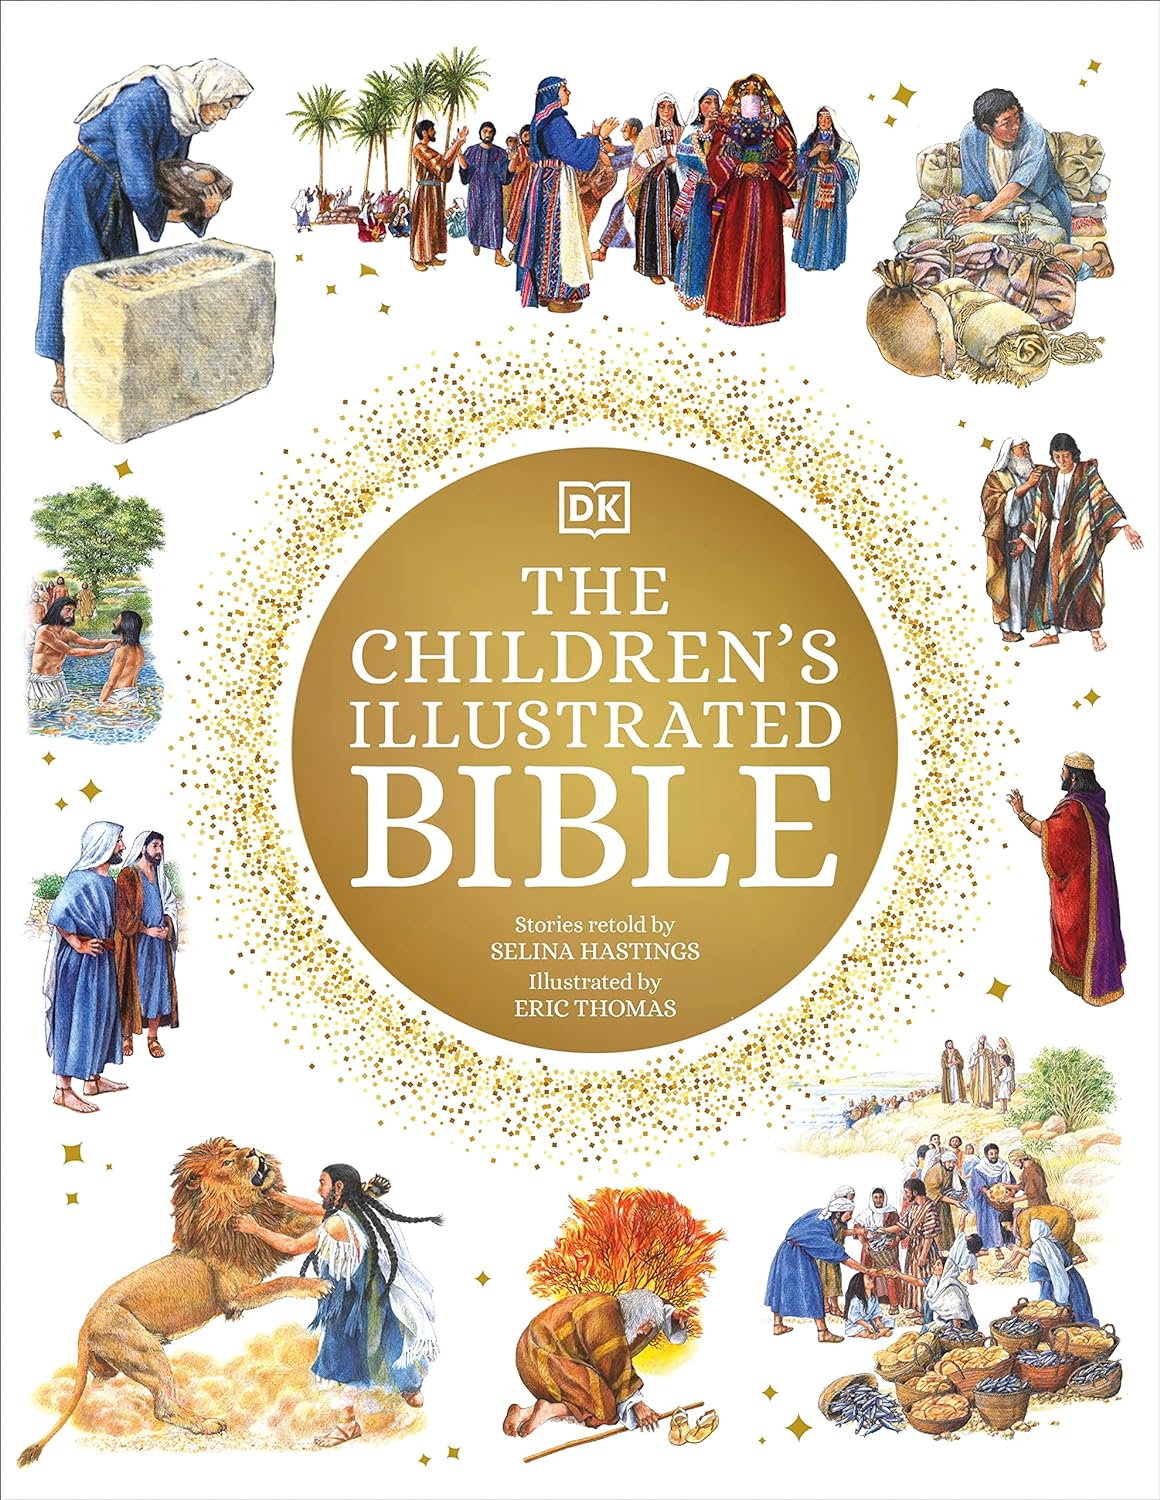 DK
THE
CHILDREN'S
ILLUSTRATED
BIBLE
Stories retold by
SELINA HASTINGS
Illustrated by
ERIC THOMAS